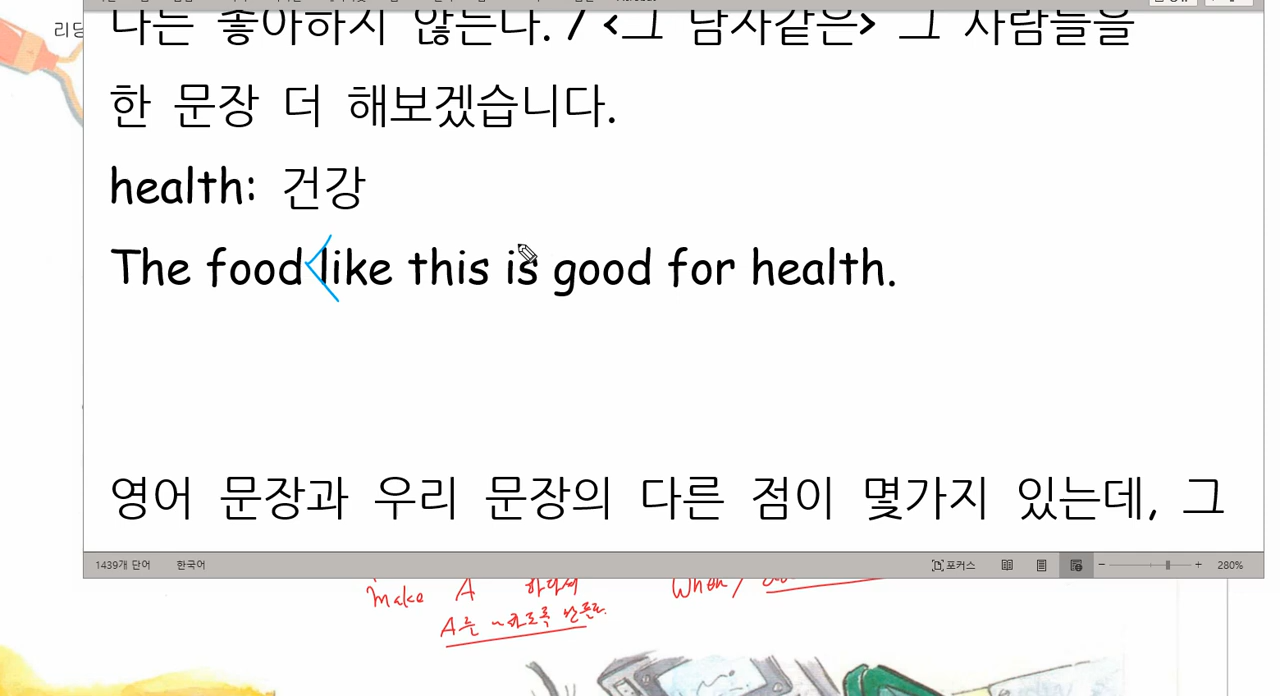 리딩
나는 좋아하지 않는다. / <그 남자같은> 그 사람들을
한 문장 더 해보겠습니다.
health: 건강
The food like this is good for health.
영어 문장과 우리 문장의 다른 점이 몇가지 있는데, 그
1439개 단어 한국어 포커스 280%
make A
A를 ~하도록 만든다.